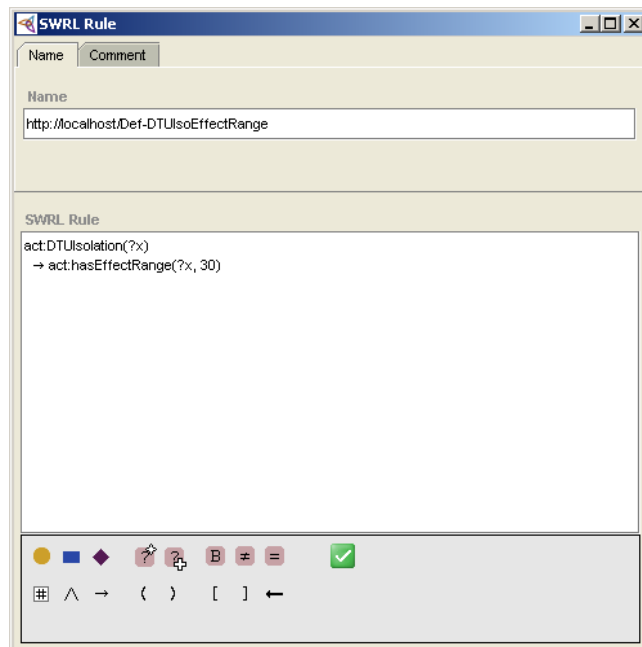 SWRL Rule
Name Comment
Name
http://localhost/Def-DTUIsoEffectRange
SWRL Rule
act:DTUIsolation(?x)
→ act:hasEffectRange(?x, 30)
? ? B ≠ =
# ∧ → ( ) [ ] ←